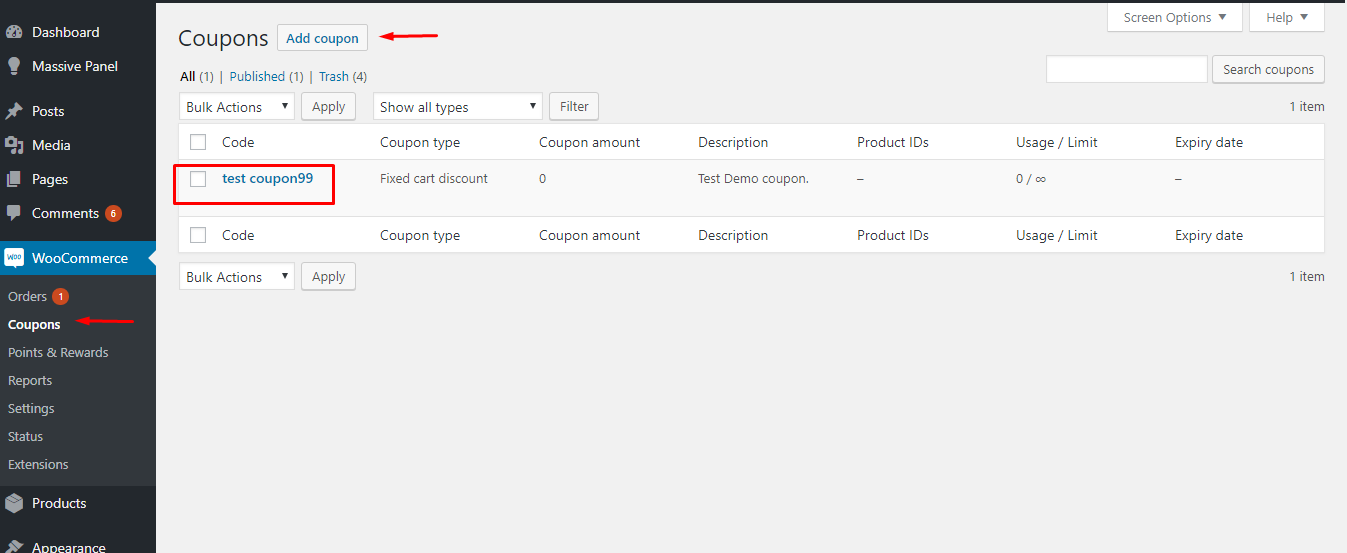 Screen Options ▼ Help ▼
Dashboard
Massive Panel
Posts
Media
Pages
Comments 6
WOO WooCommerce
Orders 1
Coupons
Points & Rewards
Reports
Settings
Status
Extensions
Products
Appearance
Coupons Add coupon
All (1) | Published (1) | Trash (4)
Search coupons
Bulk Actions ▼ Apply Show all types ▼ Filter 1 item
Code Coupon type Coupon amount Description Product IDs Usage / Limit Expiry date
test coupon99 Fixed cart discount 0 Test Demo coupon. – 0 / ∞ –
Code Coupon type Coupon amount Description Product IDs Usage / Limit Expiry date
Bulk Actions ▼ Apply 1 item